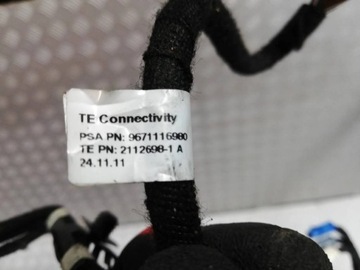 TE Connectivity
PSA PN: 9671116980
TE PN: 2112698-1 A
24.11.11